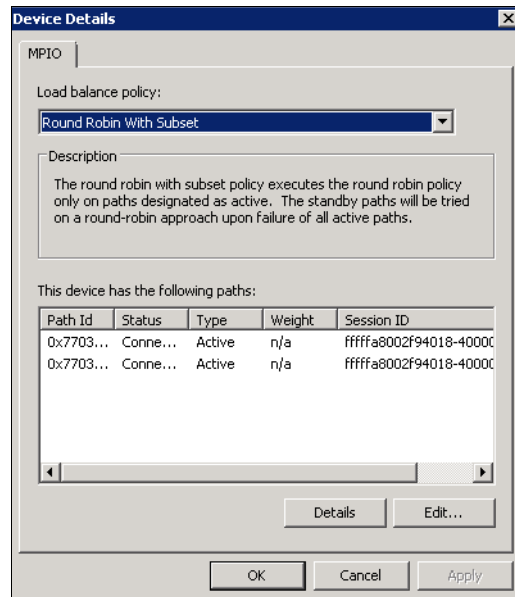 Device Details
MPIO
Load balance policy:
Round Robin With Subset
Description
The round robin with subset policy executes the round robin policy
only on paths designated as active. The standby paths will be tried
on a round-robin approach upon failure of all active paths.
This device has the following paths:
Path Id Status Type Weight Session ID
0x7703... Conne... Active n/a fffffa8002f94018-40000
0x7703... Conne... Active n/a fffffa8002f94018-40000
Details Edit...
OK Cancel Apply